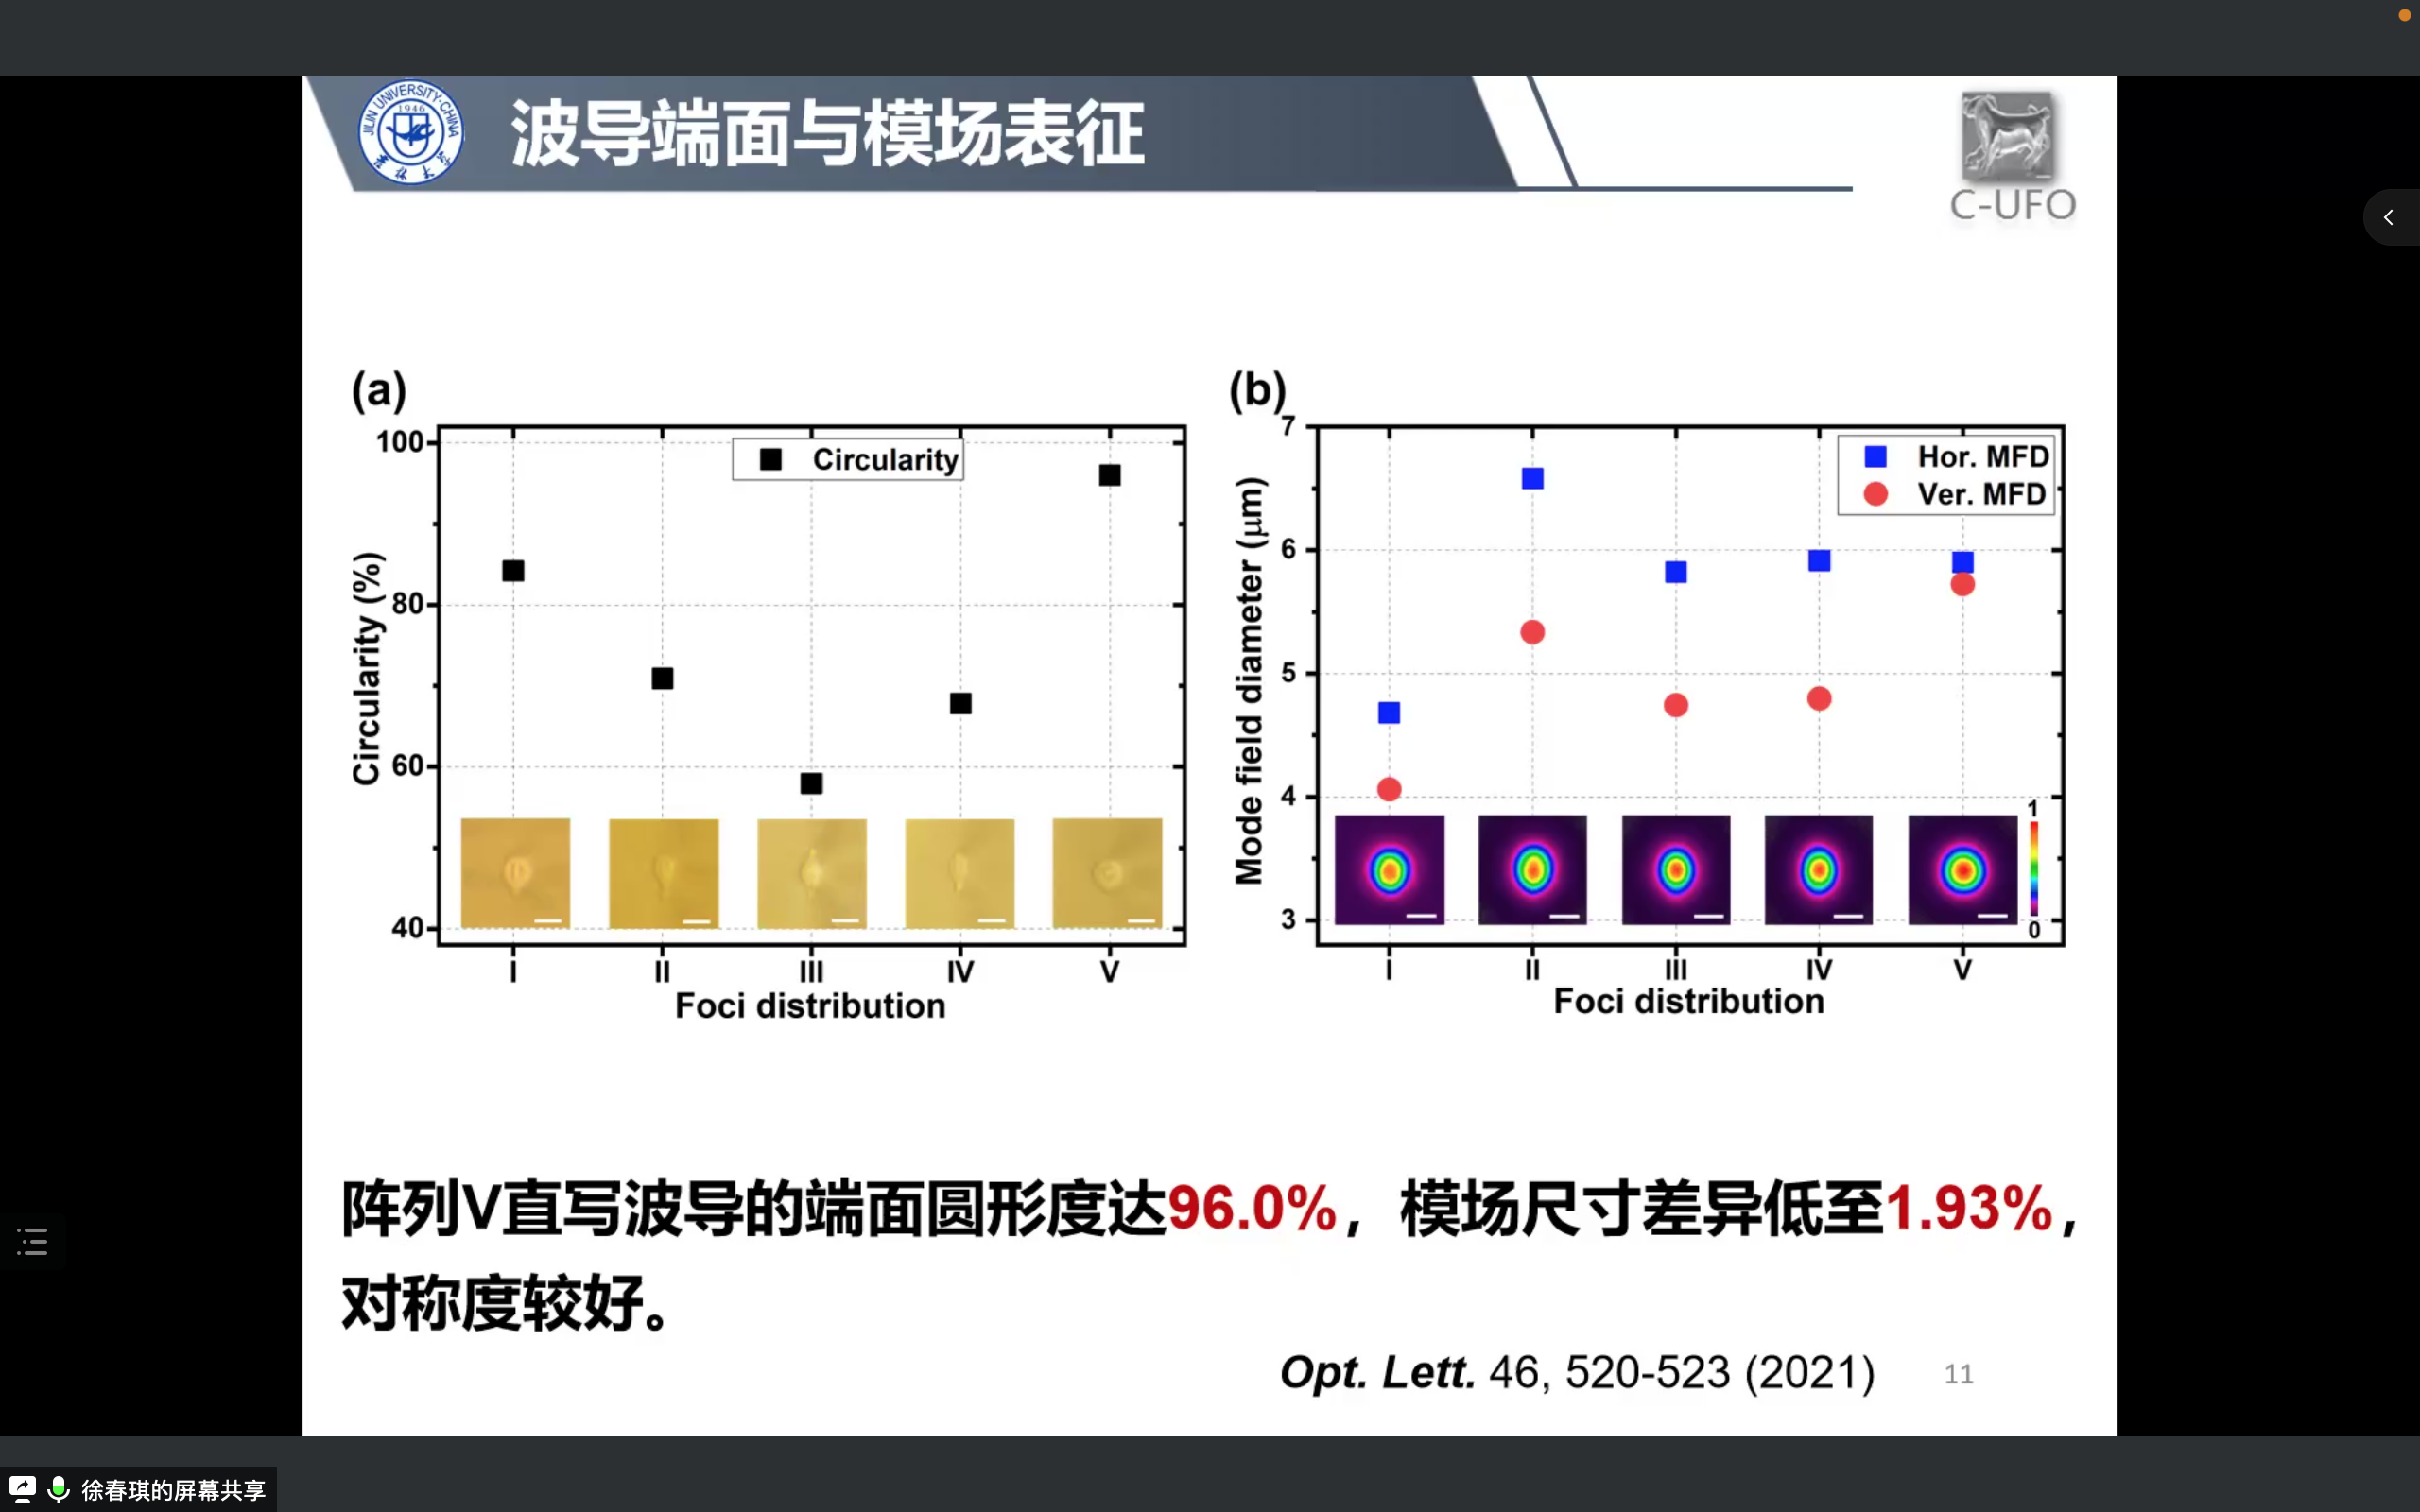 JILIN UNIVERSITY·CHINA
1946
波导端面与模场表征
C-UFO
(a)
Circularity
100
80
60
40
Circularity (%)
I II III IV V
Foci distribution
(b)
Hor. MFD
Ver. MFD
7
6
5
4
3
Mode field diameter (μm)
1
0
I II III IV V
Foci distribution
阵列V直写波导的端面圆形度达96.0%，模场尺寸差异低至1.93%，
对称度较好。
Opt. Lett. 46, 520-523 (2021)
11
徐春琪的屏幕共享